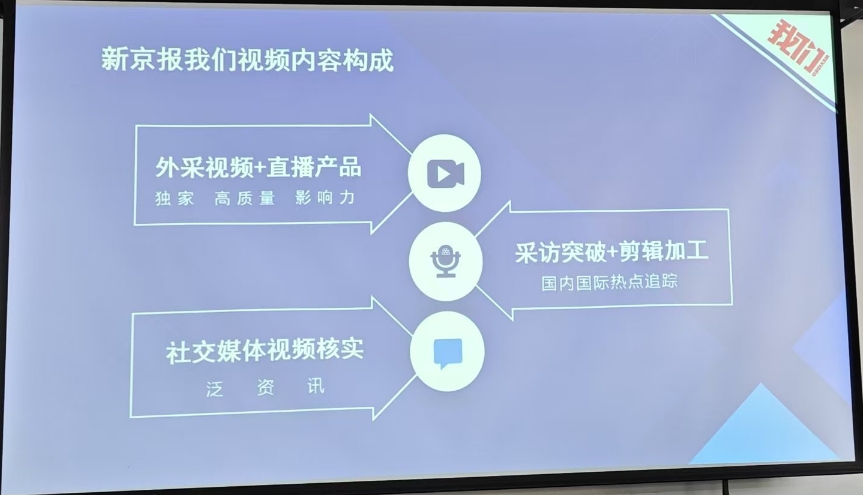 新京报我们视频内容构成
我们
外采视频+直播产品
独家 高质量 影响力
采访突破+剪辑加工
国内国际热点追踪
社交媒体视频核实
泛 资 讯